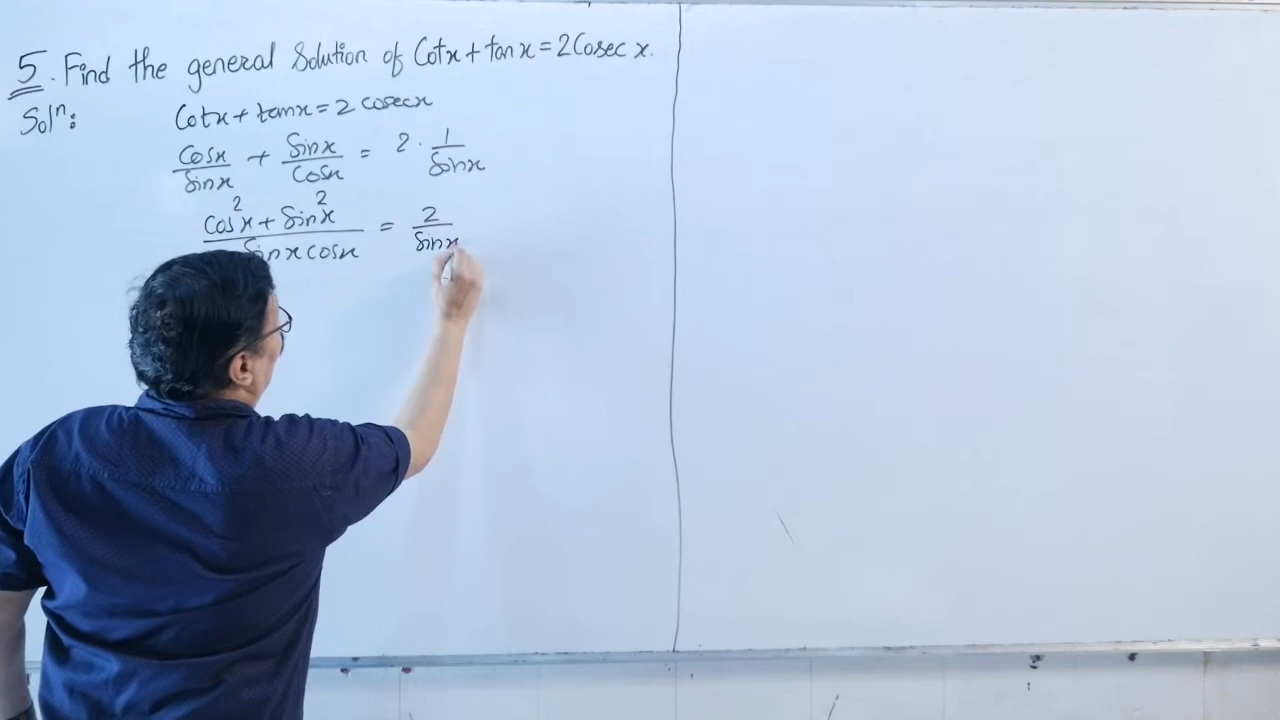 5. Find the general Solution of Cotx + tan x = 2 Cosec x.
Solⁿ: Cotx + tanx = 2 cosecx
Cosx/Sinx + Sinx/Cosx = 2 · 1/Sinx
(Cos²x + Sin²x)/(Sinx cosx) = 2/Sinx